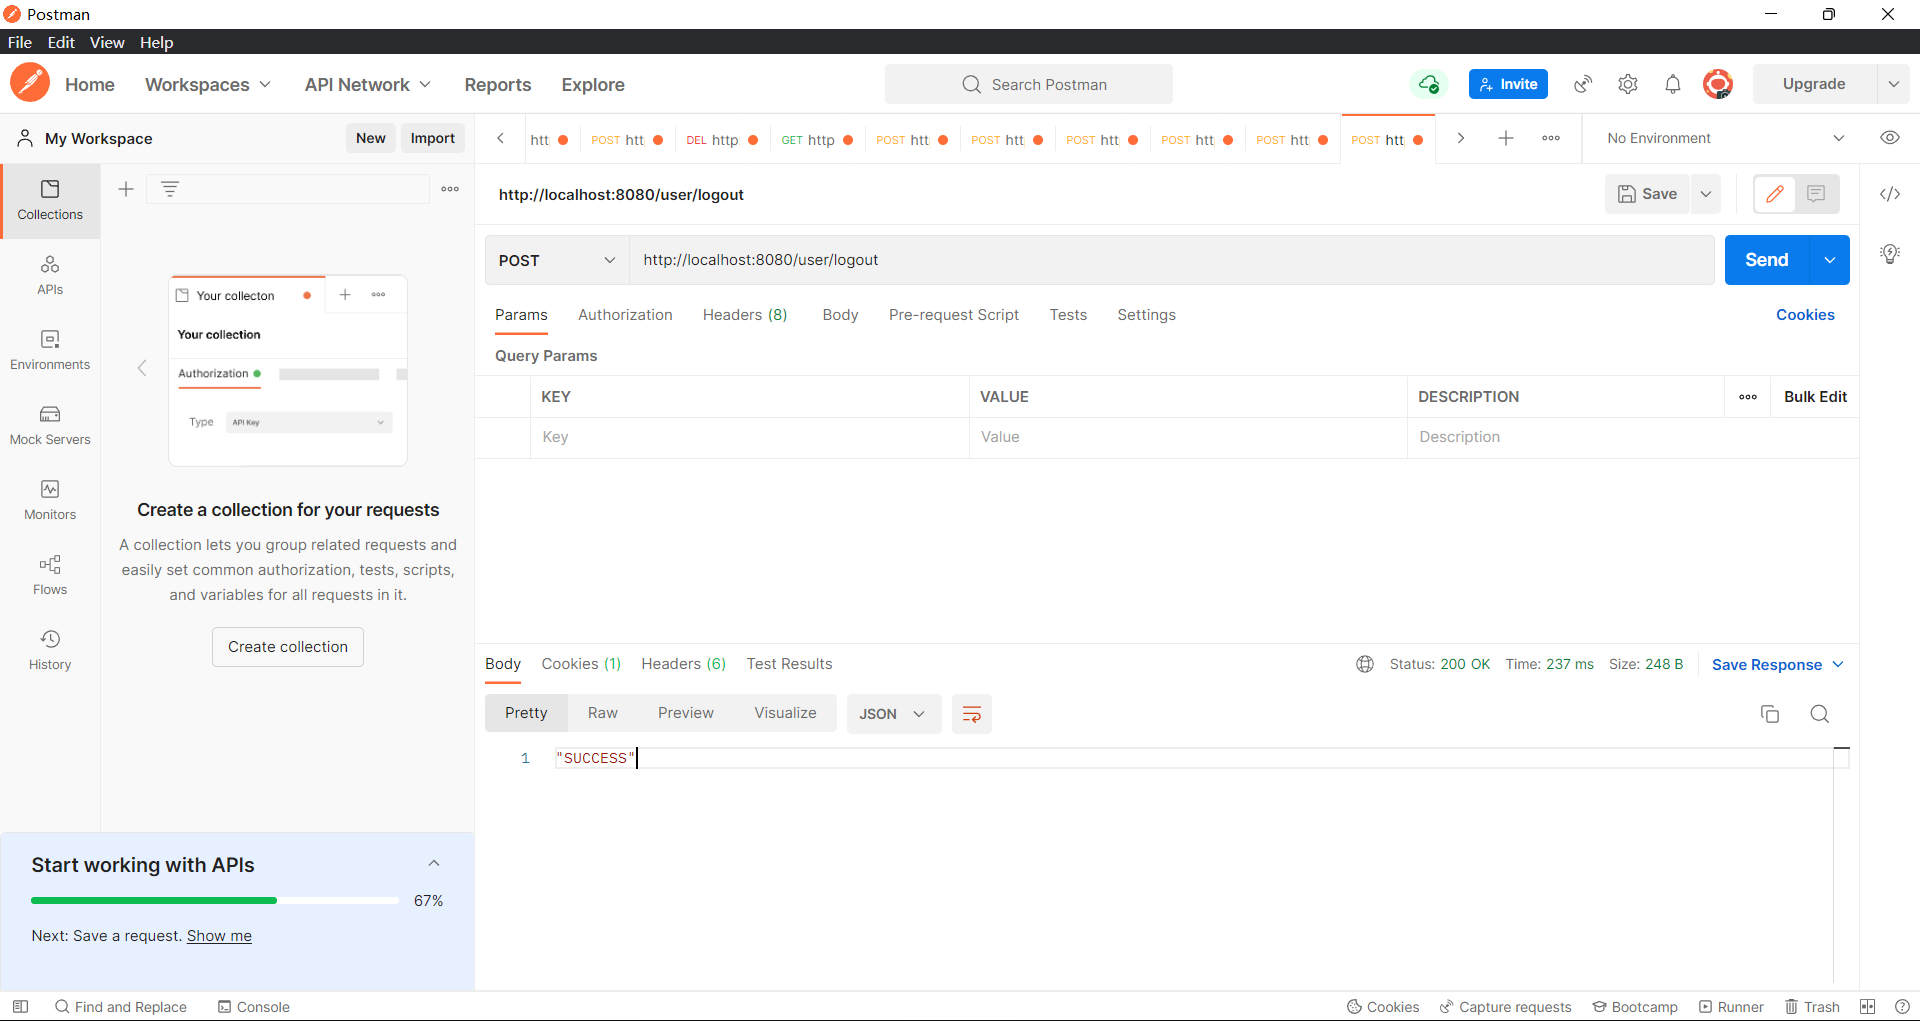 Postman
File Edit View Help
Home Workspaces API Network Reports Explore Search Postman Invite Upgrade
My Workspace New Import
htt POST htt DEL http GET http POST htt POST htt POST htt POST htt POST htt POST htt No Environment
Collections
APIs
Environments
Mock Servers
Monitors
Flows
History
Your collecton
Your collection
Authorization
Type API Key
Create a collection for your requests
A collection lets you group related requests and
easily set common authorization, tests, scripts,
and variables for all requests in it.
Create collection
Start working with APIs
67%
Next: Save a request. Show me
http://localhost:8080/user/logout Save
POST http://localhost:8080/user/logout Send
Params Authorization Headers (8) Body Pre-request Script Tests Settings Cookies
Query Params
KEY VALUE DESCRIPTION Bulk Edit
Key Value Description
Body Cookies (1) Headers (6) Test Results Status: 200 OK Time: 237 ms Size: 248 B Save Response
Pretty Raw Preview Visualize JSON
1 "SUCCESS"
Find and Replace Console Cookies Capture requests Bootcamp Runner Trash